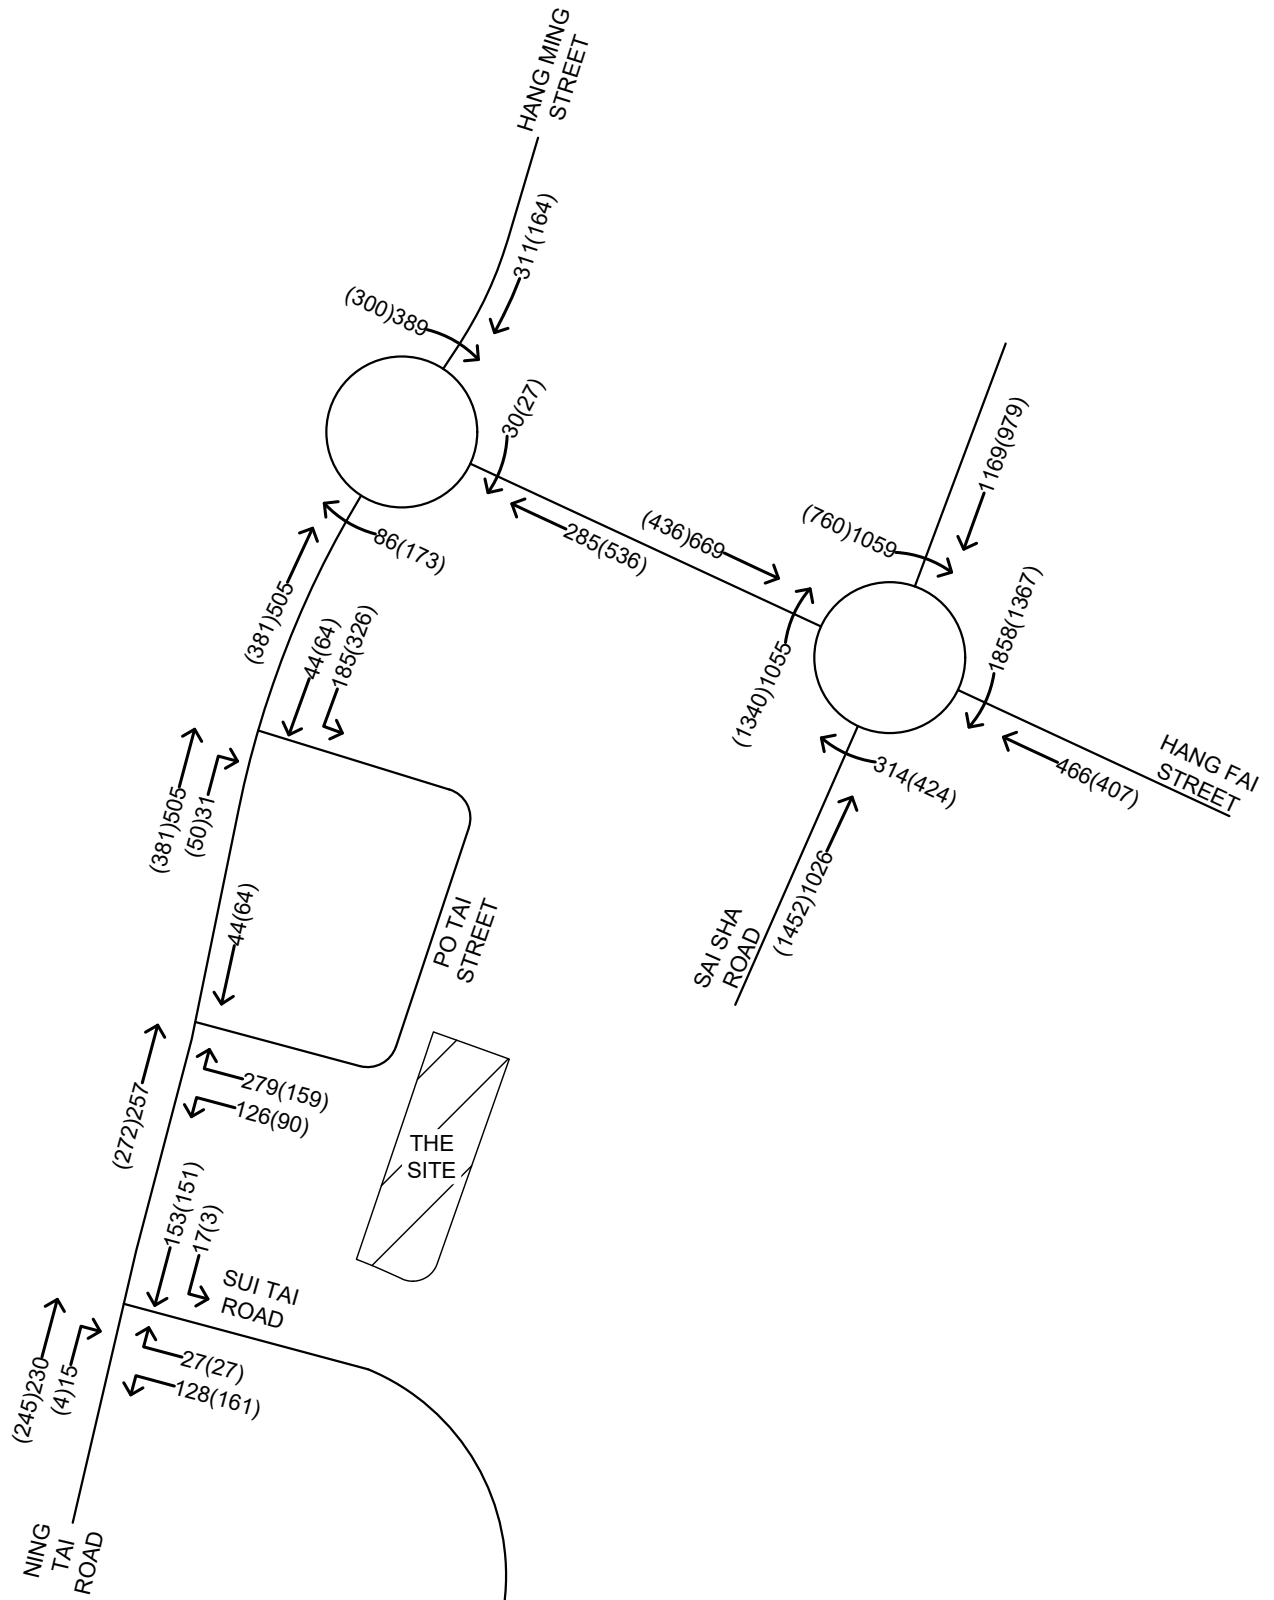 HANG MING
STREET
311(164)
(300)389
30(27)
1169(979)
(760)1059
(436)669
285(536)
86(173)
(381)505
1858(1367)
44(64)
185(326)
(1340)1055
HANG FAI
STREET
466(407)
314(424)
(381)505
(50)31
(1452)1026
44(64)
PO TAI
STREET
SAI SHA
ROAD
279(159)
126(90)
(272)257
THE
SITE
153(151)
17(3)
SUI TAI
ROAD
(245)230
(4)15
27(27)
128(161)
NING
TAI
ROAD